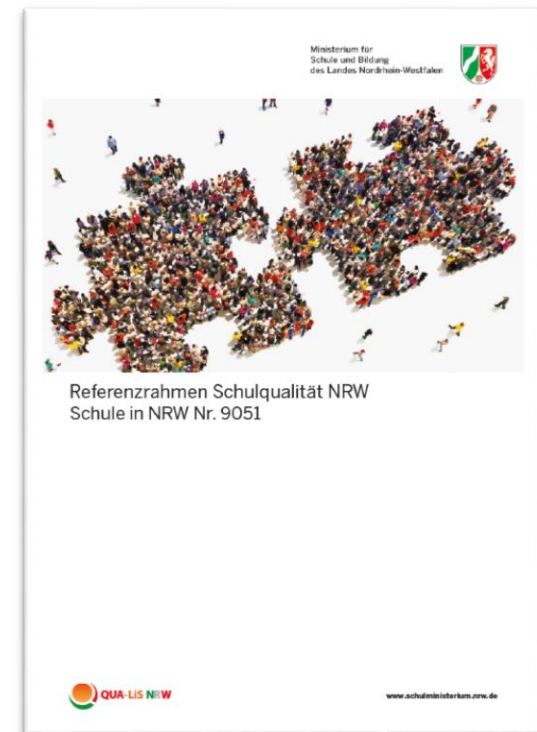 Ministerium für
Schule und Bildung
des Landes Nordrhein-Westfalen
Referenzrahmen Schulqualität NRW
Schule in NRW Nr. 9051
QUA-LiS NRW
www.schulministerium.nrw.de